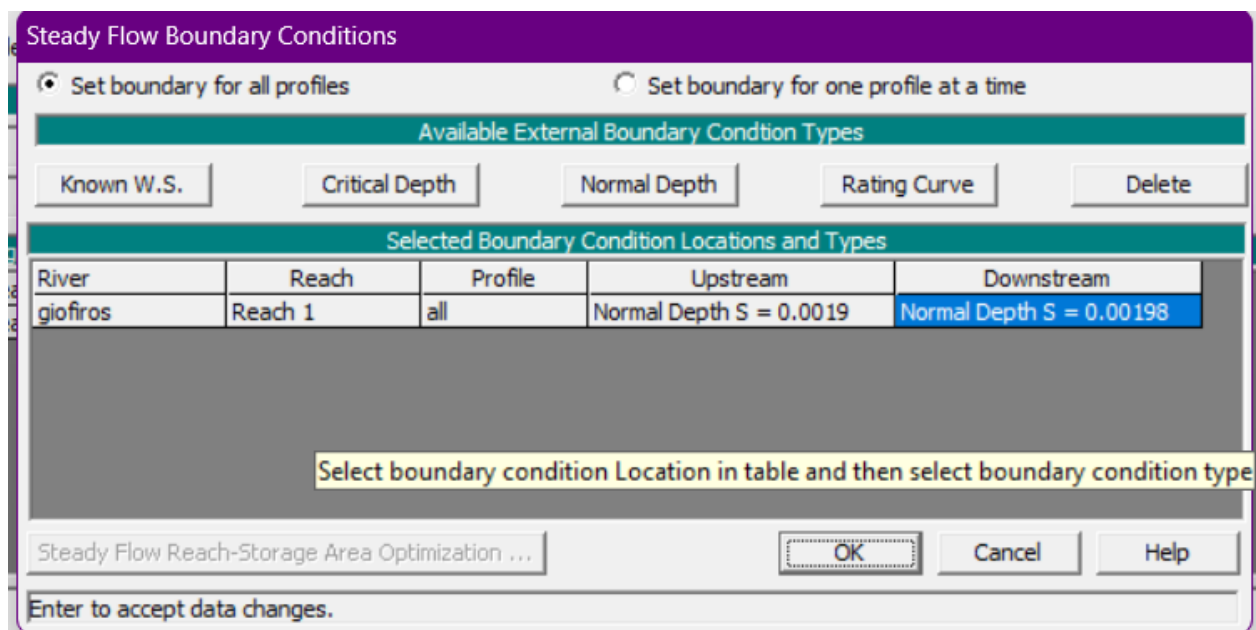 Steady Flow Boundary Conditions
Set boundary for all profiles Set boundary for one profile at a time
Available External Boundary Condtion Types
Known W.S. Critical Depth Normal Depth Rating Curve Delete
Selected Boundary Condition Locations and Types
River Reach Profile Upstream Downstream
giofiros Reach 1 all Normal Depth S = 0.0019 Normal Depth S = 0.00198
Select boundary condition Location in table and then select boundary condition type
Steady Flow Reach-Storage Area Optimization ... OK Cancel Help
Enter to accept data changes.